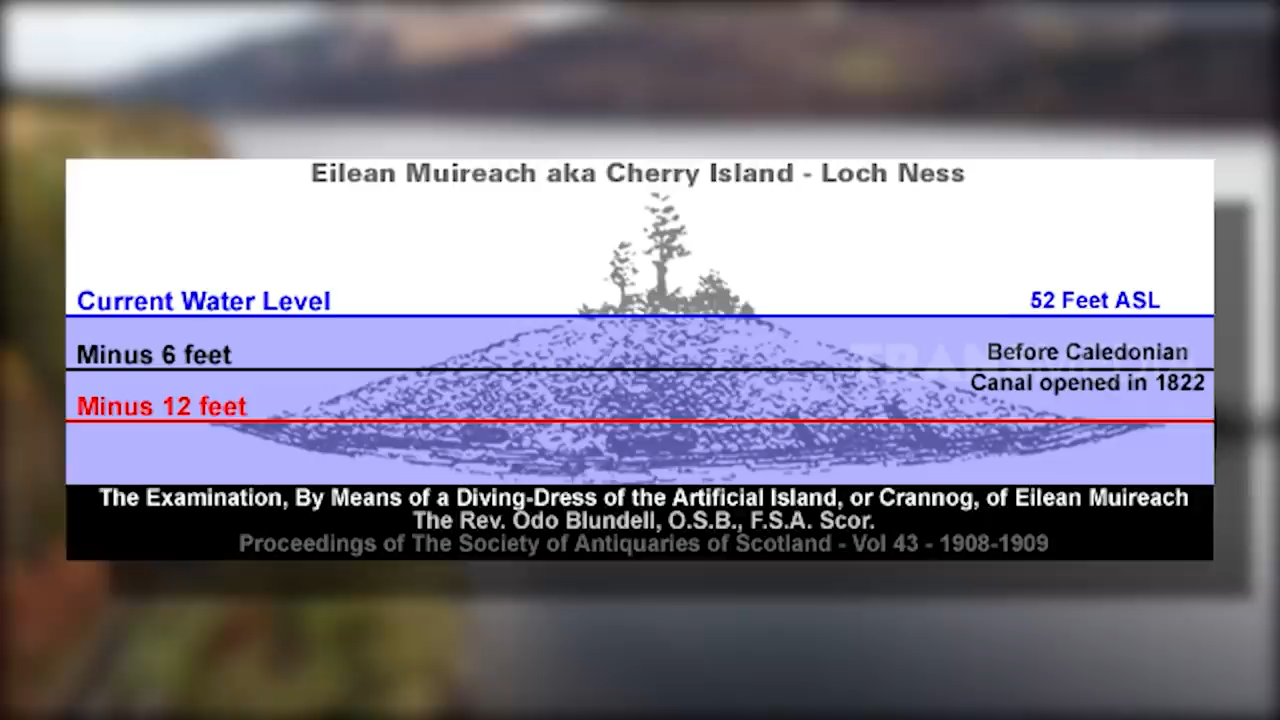 Eilean Muireach aka Cherry Island - Loch Ness
Current Water Level
52 Feet ASL
Minus 6 feet
Before Caledonian
Canal opened in 1822
Minus 12 feet
The Examination, By Means of a Diving-Dress of the Artificial Island, or Crannog, of Eilean Muireach
The Rev. Odo Blundell, O.S.B., F.S.A. Scor.
Proceedings of The Society of Antiquaries of Scotland - Vol 43 - 1908-1909